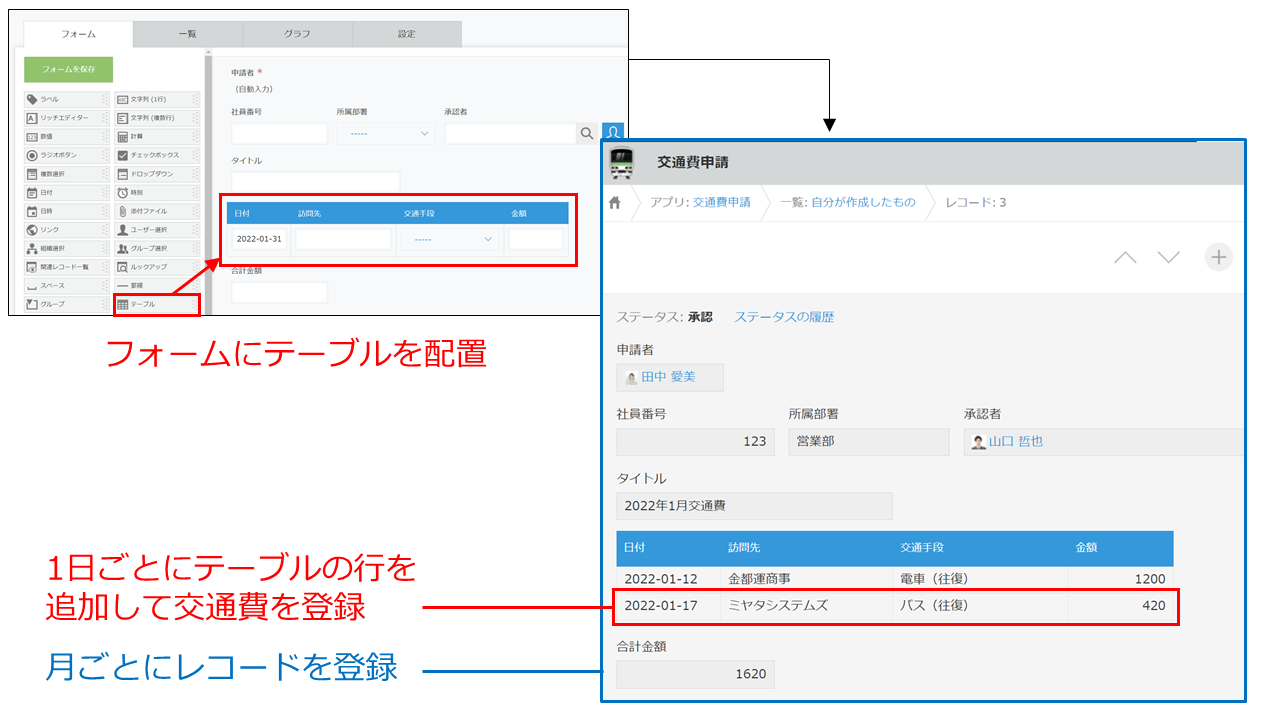 フォーム 一覧 グラフ 設定
フォームを保存
ラベル 文字列 (1行)
リッチエディター 文字列 (複数行)
数値 計算
ラジオボタン チェックボックス
複数選択 ドロップダウン
日付 時刻
日時 添付ファイル
リンク ユーザー選択
組織選択 グループ選択
関連レコード一覧 ルックアップ
スペース 罫線
グループ テーブル
申請者 *
(自動入力)
社員番号 所属部署 承認者
-----
タイトル
日付 訪問先 交通手段 金額
2022-01-31 -----
合計金額
フォームにテーブルを配置
交通費申請
アプリ: 交通費申請 一覧: 自分が作成したもの レコード: 3
ステータス: 承認 ステータスの履歴
申請者
田中 愛美
社員番号 所属部署 承認者
123 営業部 山口 哲也
タイトル
2022年1月交通費
日付 訪問先 交通手段 金額
2022-01-12 金都運商事 電車（往復） 1200
2022-01-17 ミヤタシステムズ バス（往復） 420
合計金額
1620
1日ごとにテーブルの行を
追加して交通費を登録
月ごとにレコードを登録